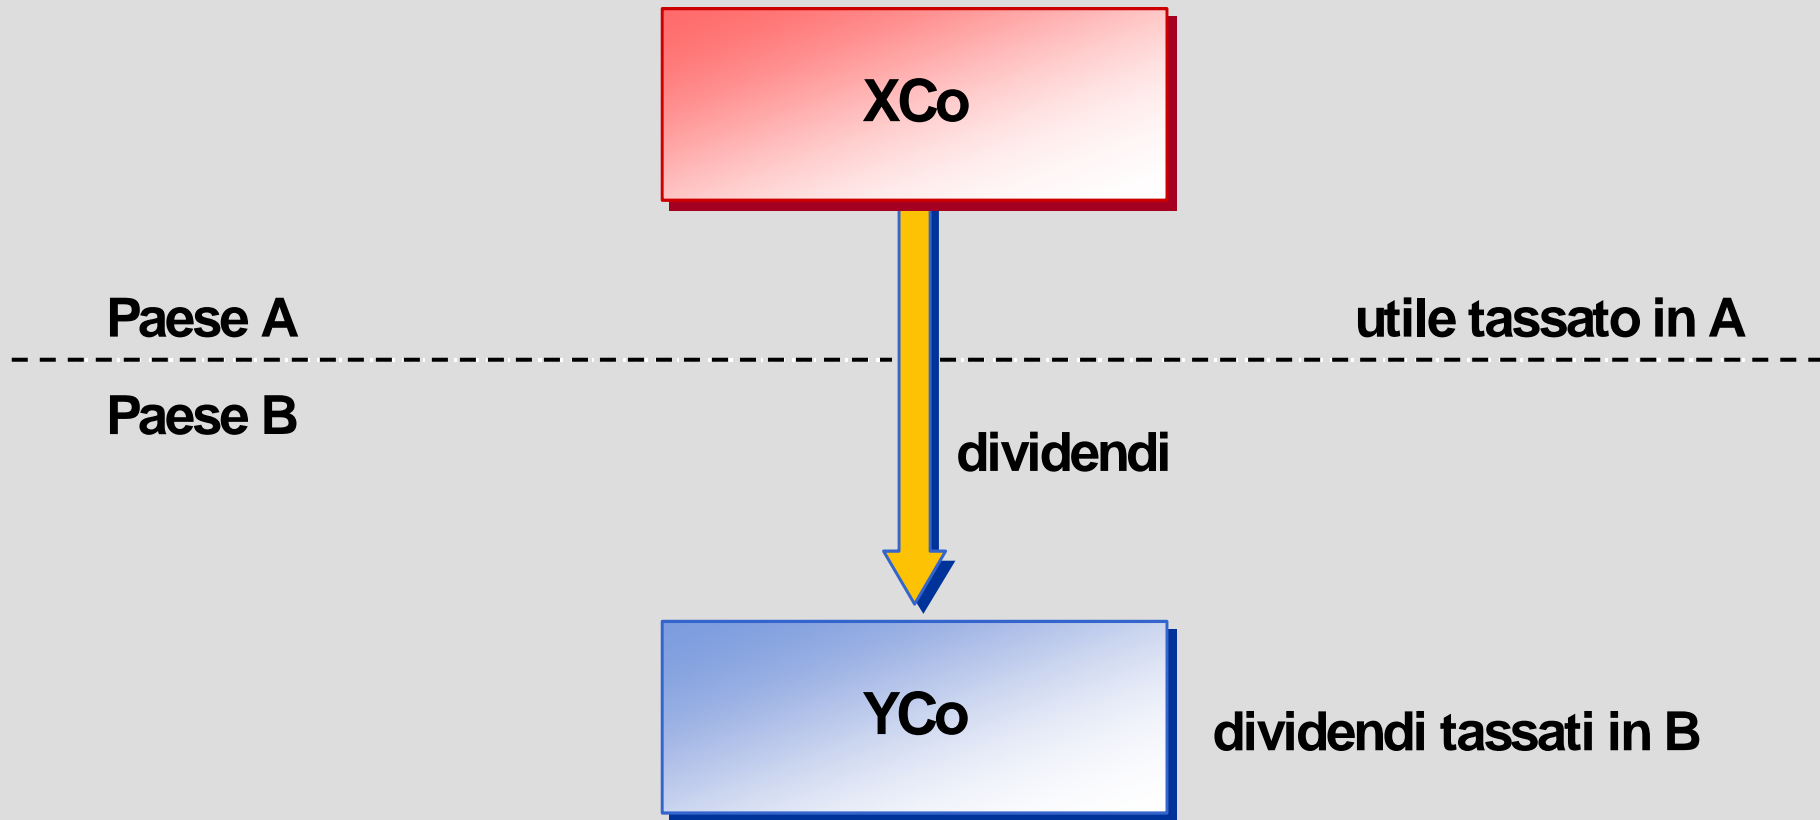 XCo
Paese A
utile tassato in A
Paese B
dividendi
YCo
dividendi tassati in B